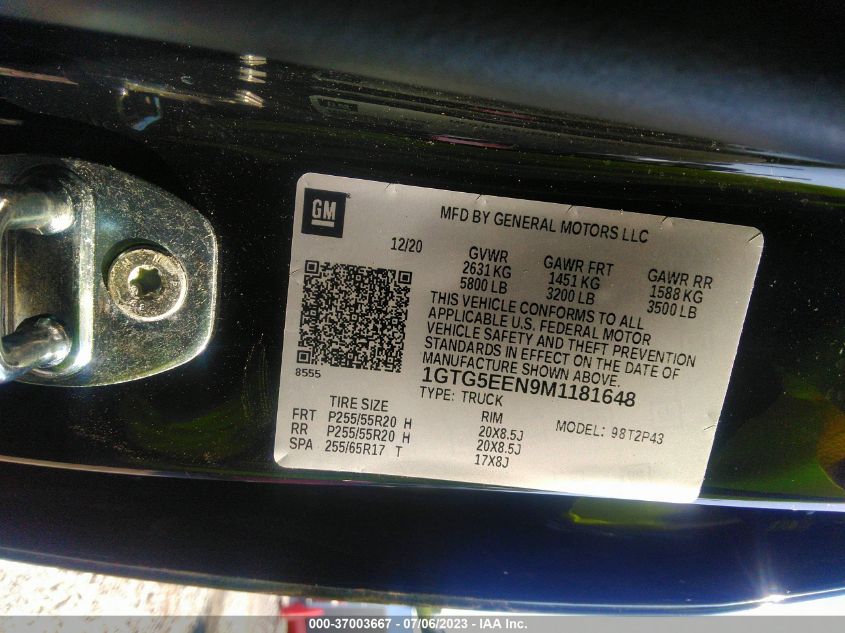 GM
MFD BY GENERAL MOTORS LLC
12/20
GVWR GAWR FRT GAWR RR
2631 KG 1451 KG 1588 KG
5800 LB 3200 LB 3500 LB
THIS VEHICLE CONFORMS TO ALL
APPLICABLE U.S. FEDERAL MOTOR
VEHICLE SAFETY AND THEFT PREVENTION
STANDARDS IN EFFECT ON THE DATE OF
MANUFACTURE SHOWN ABOVE.
8555
1GTG5EEN9M1181648
TYPE: TRUCK
MODEL: 98T2P43
TIRE SIZE RIM
FRT P255/55R20 H 20X8.5J
RR P255/55R20 H 20X8.5J
SPA 255/65R17 T 17X8J
000-37003667 - 07/06/2023 - IAA Inc.